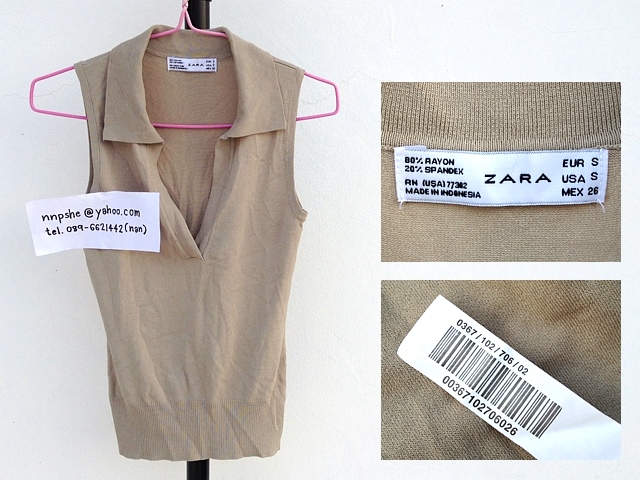 ZARA
nnpshe@yahoo.com
tel. 089-6621442(nan)
80% RAYON
20% SPANDEX
RN (USA) 77302
MADE IN INDONESIA
ZARA
EUR S
USA S
MEX 26
0367/102/706/02
00367102706026